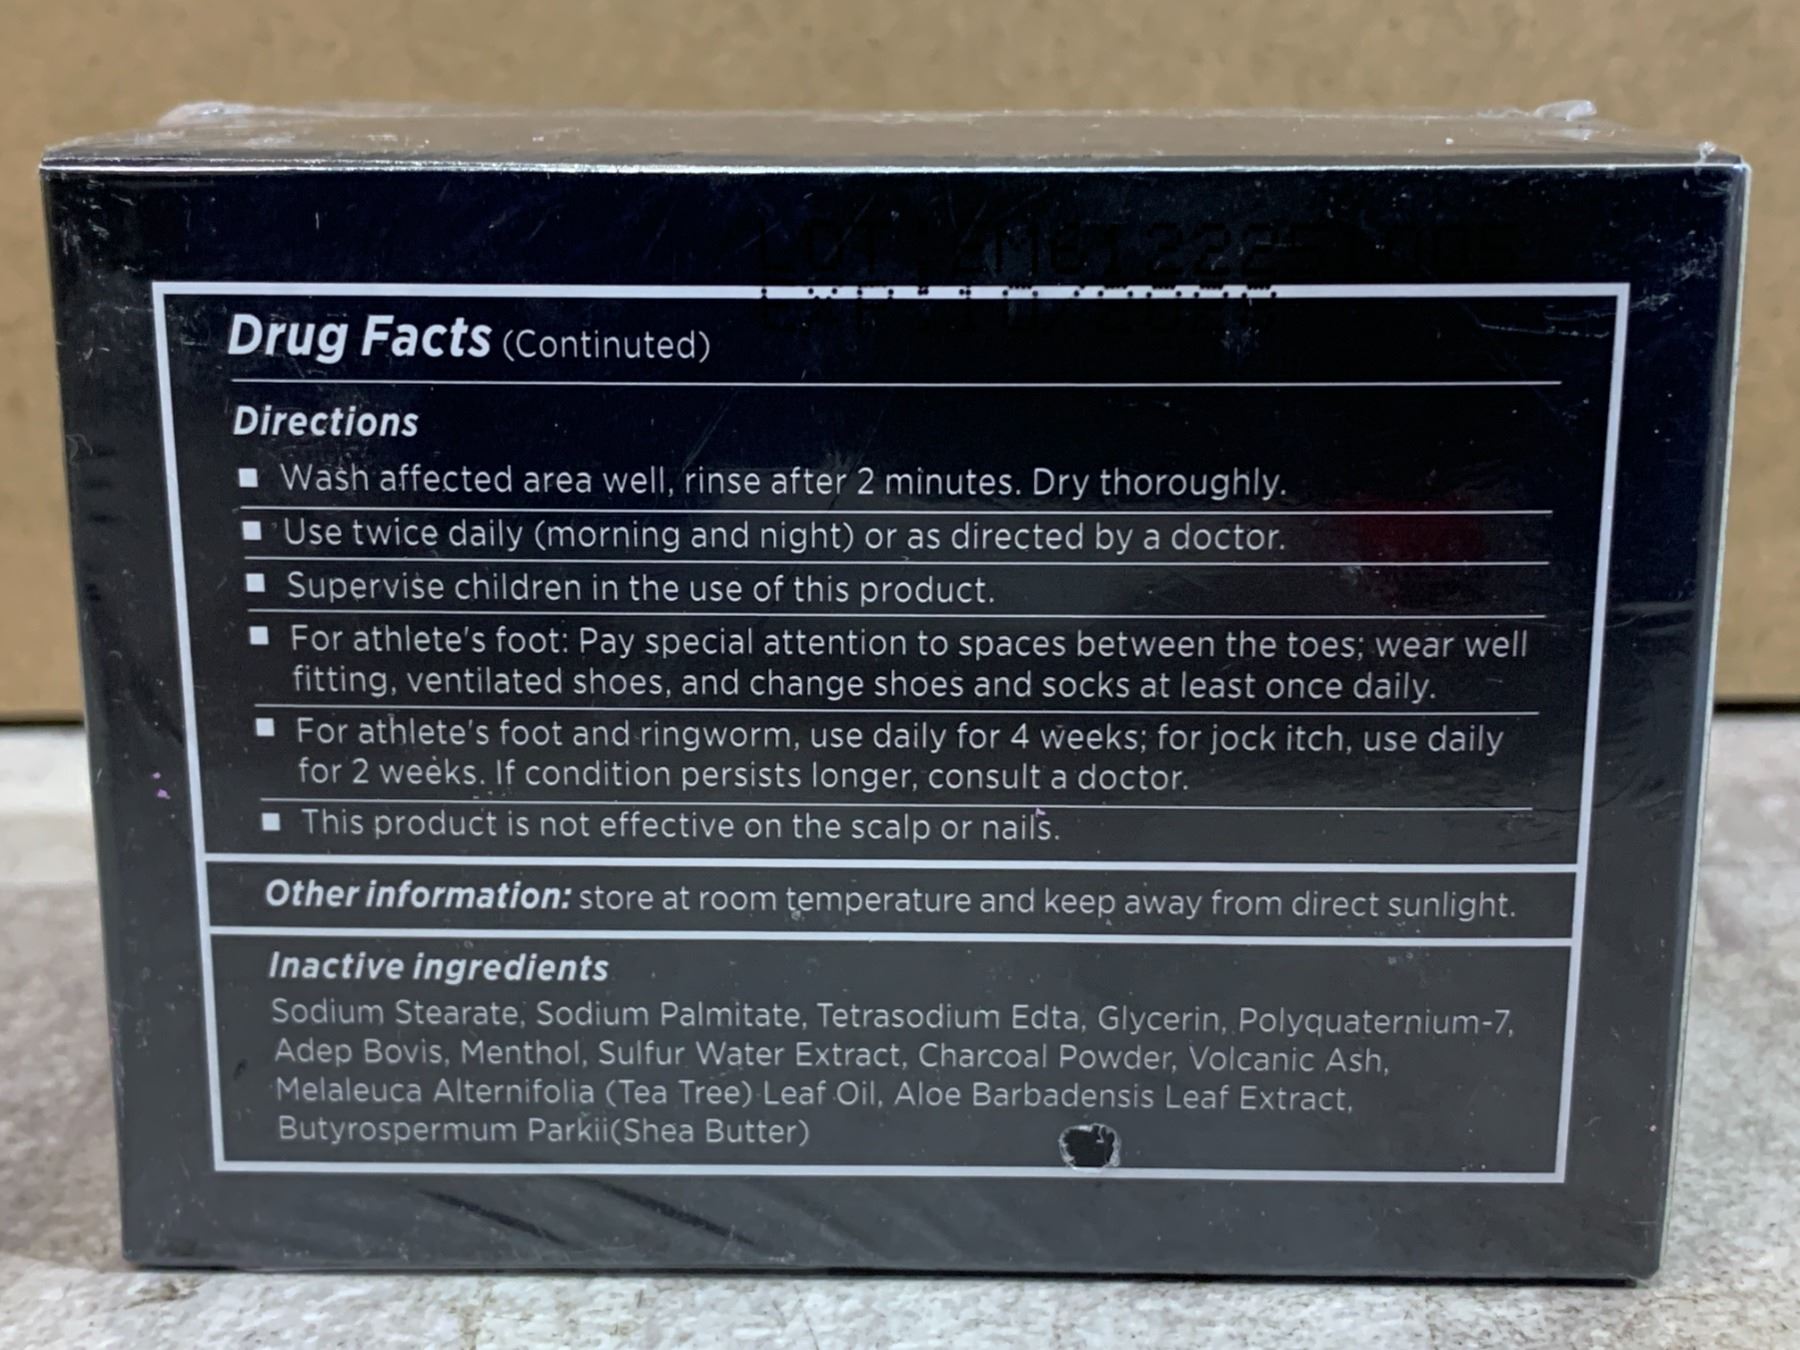 Drug Facts (Continuted)
Directions
■ Wash affected area well, rinse after 2 minutes. Dry thoroughly.
■ Use twice daily (morning and night) or as directed by a doctor.
■ Supervise children in the use of this product.
■ For athlete's foot: Pay special attention to spaces between the toes; wear well
fitting, ventilated shoes, and change shoes and socks at least once daily.
■ For athlete's foot and ringworm, use daily for 4 weeks; for jock itch, use daily
for 2 weeks. If condition persists longer, consult a doctor.
■ This product is not effective on the scalp or nails.
Other information: store at room temperature and keep away from direct sunlight.
Inactive ingredients
Sodium Stearate, Sodium Palmitate, Tetrasodium Edta, Glycerin, Polyquaternium-7,
Adep Bovis, Menthol, Sulfur Water Extract, Charcoal Powder, Volcanic Ash,
Melaleuca Alternifolia (Tea Tree) Leaf Oil, Aloe Barbadensis Leaf Extract,
Butyrospermum Parkii(Shea Butter)